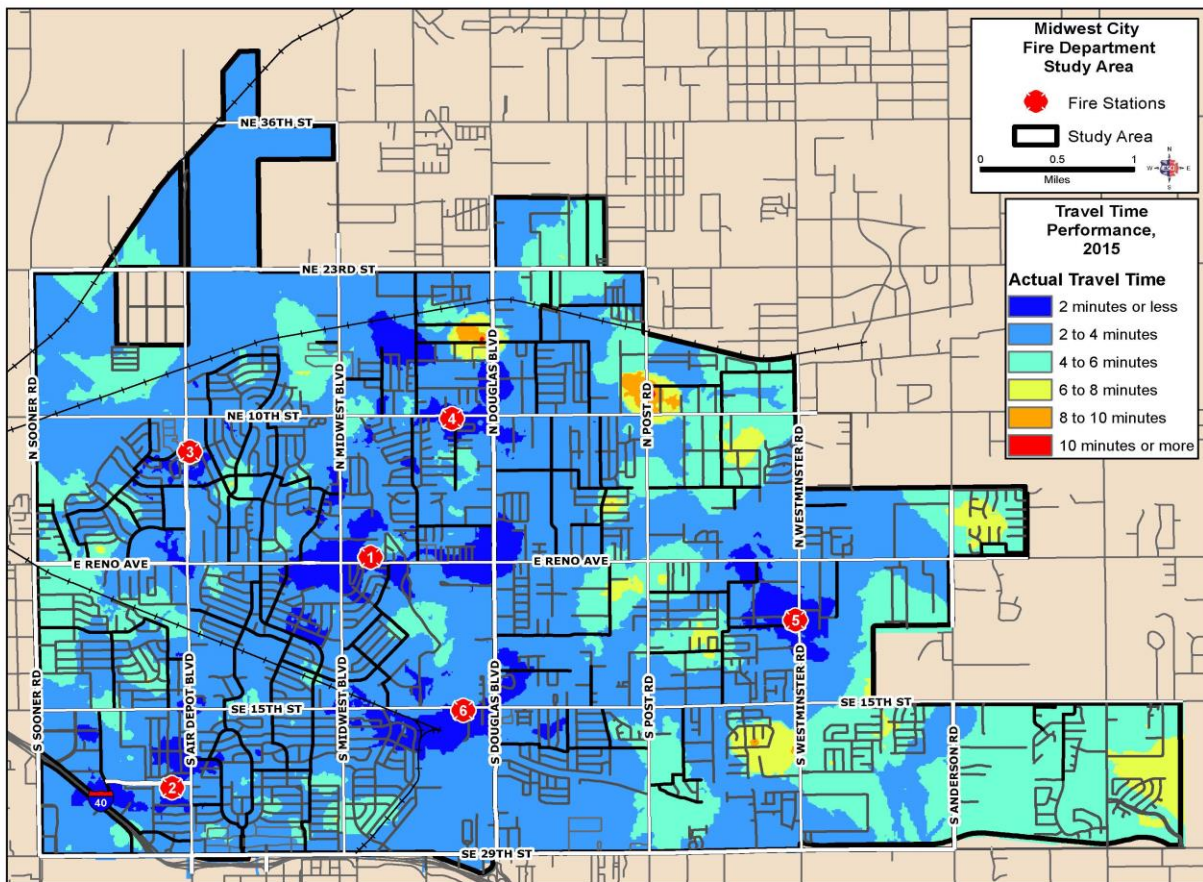 Midwest City
Fire Department
Study Area
Fire Stations
Study Area
0 0.5 1
Miles
N
W E
S
Travel Time
Performance,
2015
Actual Travel Time
2 minutes or less
2 to 4 minutes
4 to 6 minutes
6 to 8 minutes
8 to 10 minutes
10 minutes or more
NE 36TH ST
NE 23RD ST
N SOONER RD
N MIDWEST BLVD
N DOUGLAS BLVD
N POST RD
NE 10TH ST
4
3
N WESTMINSTER RD
1
E RENO AVE
E RENO AVE
5
S SOONER RD
S AIR DEPOT BLVD
S MIDWEST BLVD
S DOUGLAS BLVD
S POST RD
S WESTMINSTER RD
S ANDERSON RD
SE 15TH ST
6
SE 15TH ST
2
40
SE 29TH ST